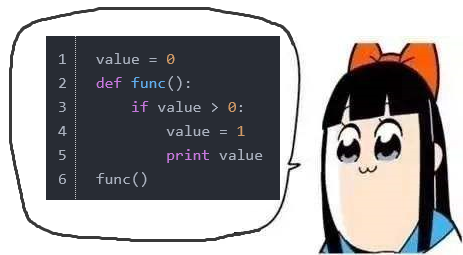 1 value = 0
2 def func():
3     if value > 0:
4         value = 1
5         print value
6 func()